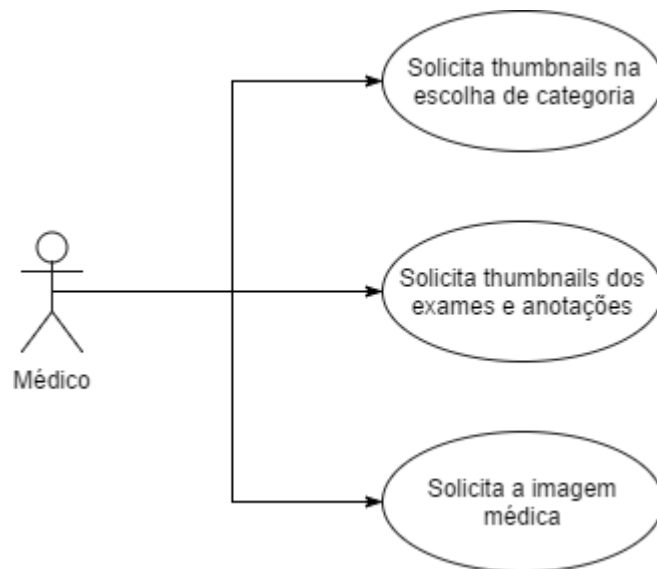 Solicita thumbnails na
escolha de categoria
Solicita thumbnails dos
exames e anotações
Médico
Solicita a imagem
médica